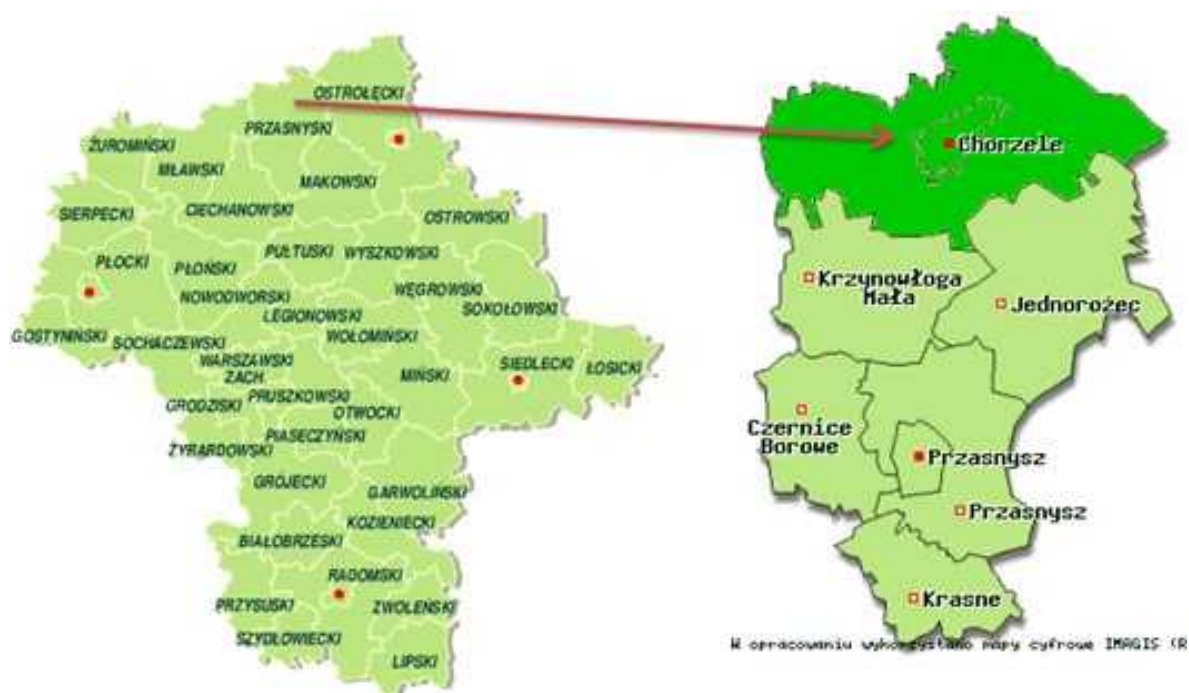 OSTROŁĘCKI
PRZASNYSKI
ŻUROMIŃSKI
MŁAWSKI
MAKOWSKI
SIERPECKI
CIECHANOWSKI
OSTROWSKI
PŁOCKI
PŁOŃSKI
PUŁTUSKI
WYSZKOWSKI
NOWODWORSKI
WĘGROWSKI
SOKOŁOWSKI
LEGIONOWSKI
GOSTYNIŃSKI
SOCHACZEWSKI
WOŁOMIŃSKI
WARSZAWSKI
ZACH
MIŃSKI
SIEDLECKI
ŁOSICKI
GRODZISKI
PRUSZKOWSKI
OTWOCKI
ŻYRARDOWSKI
PIASECZYŃSKI
GRÓJECKI
GARWOLIŃSKI
KOZIENICKI
BIAŁOBRZESKI
RADOMSKI
PRZYSUSKI
ZWOLEŃSKI
SZYDŁOWIECKI
LIPSKI
Chorzele
Krzynowłoga
Mała
Jednorożec
Czernice
Borowe
Przasnysz
Przasnysz
Krasne
W opracowaniu wykorzystano mapy cyfrowe IMAGIS (R